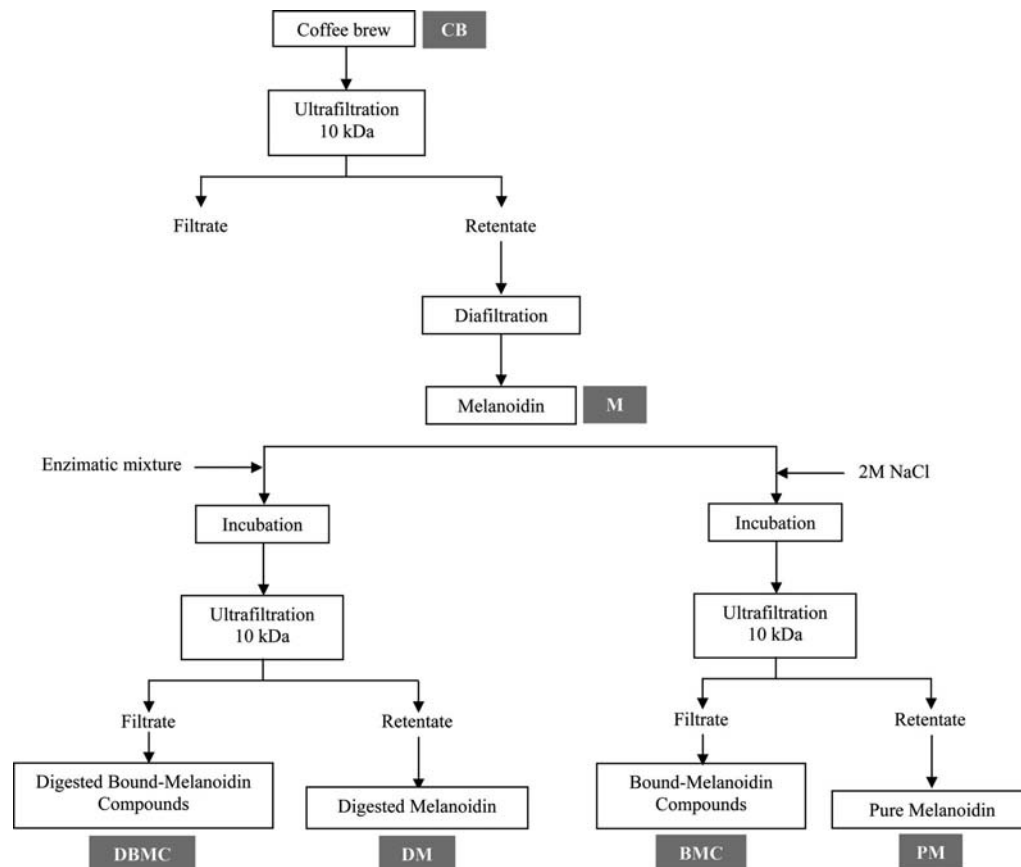 Coffee brew
CB
Ultrafiltration
10 kDa
Filtrate
Retentate
Diafiltration
Melanoidin
M
Enzimatic mixture
2M NaCl
Incubation
Incubation
Ultrafiltration
10 kDa
Ultrafiltration
10 kDa
Filtrate
Retentate
Filtrate
Retentate
Digested Bound-Melanoidin
Compounds
Digested Melanoidin
Bound-Melanoidin
Compounds
Pure Melanoidin
DBMC
DM
BMC
PM